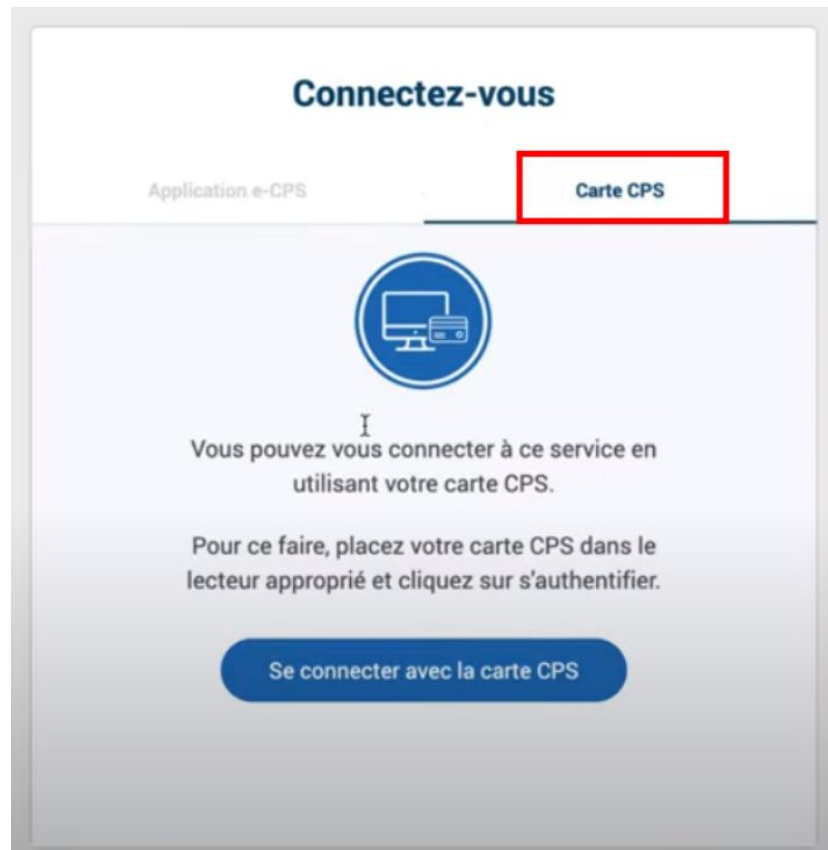 Connectez-vous
Application e-CPS
Carte CPS
Vous pouvez vous connecter à ce service en
utilisant votre carte CPS.
Pour ce faire, placez votre carte CPS dans le
lecteur approprié et cliquez sur s'authentifier.
Se connecter avec la carte CPS